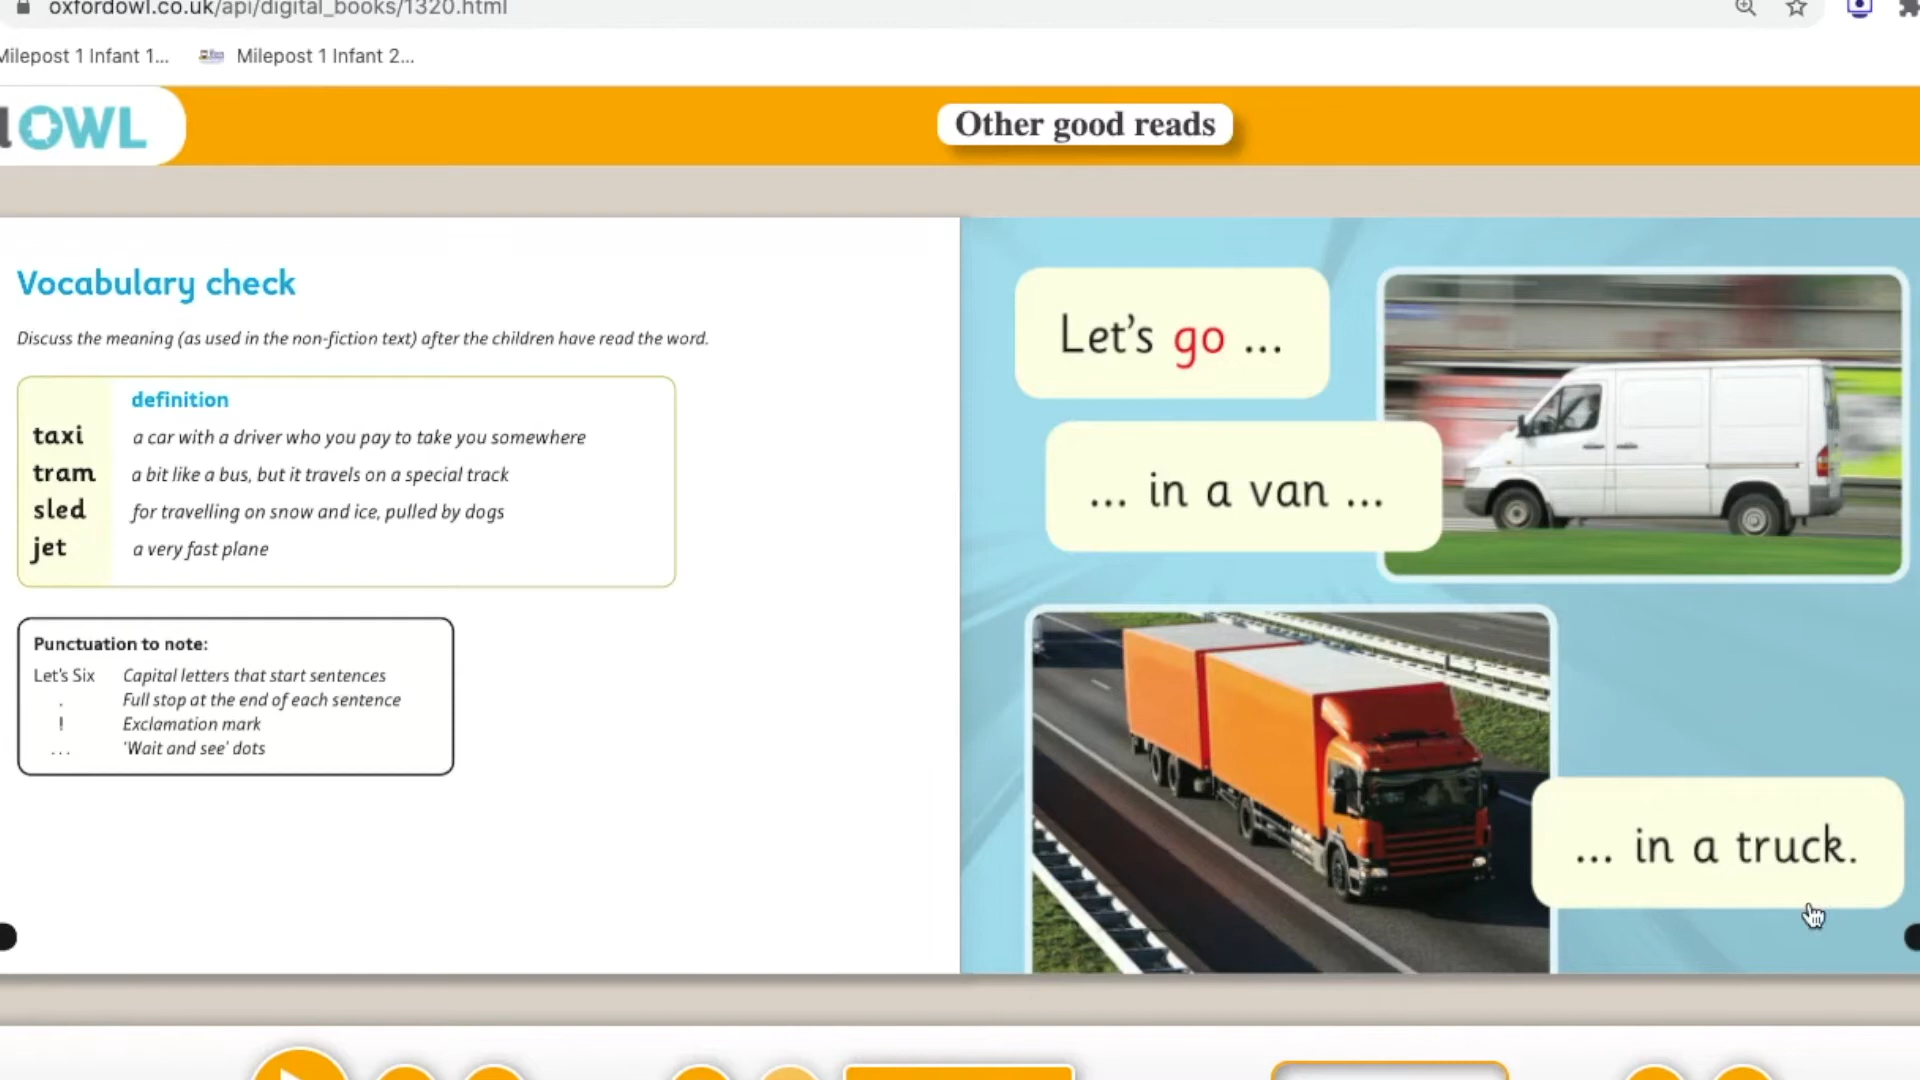 oxfordowl.co.uk/api/digital_books/1320.html
Milepost 1 Infant 1...
Milepost 1 Infant 2...
OWL
Other good reads
Vocabulary check
Discuss the meaning (as used in the non-fiction text) after the children have read the word.
definition
taxi a car with a driver who you pay to take you somewhere
tram a bit like a bus, but it travels on a special track
sled for travelling on snow and ice, pulled by dogs
jet a very fast plane
Punctuation to note:
Let's Six Capital letters that start sentences
. Full stop at the end of each sentence
! Exclamation mark
... 'Wait and see' dots
Let's go ...
... in a van ...
... in a truck.